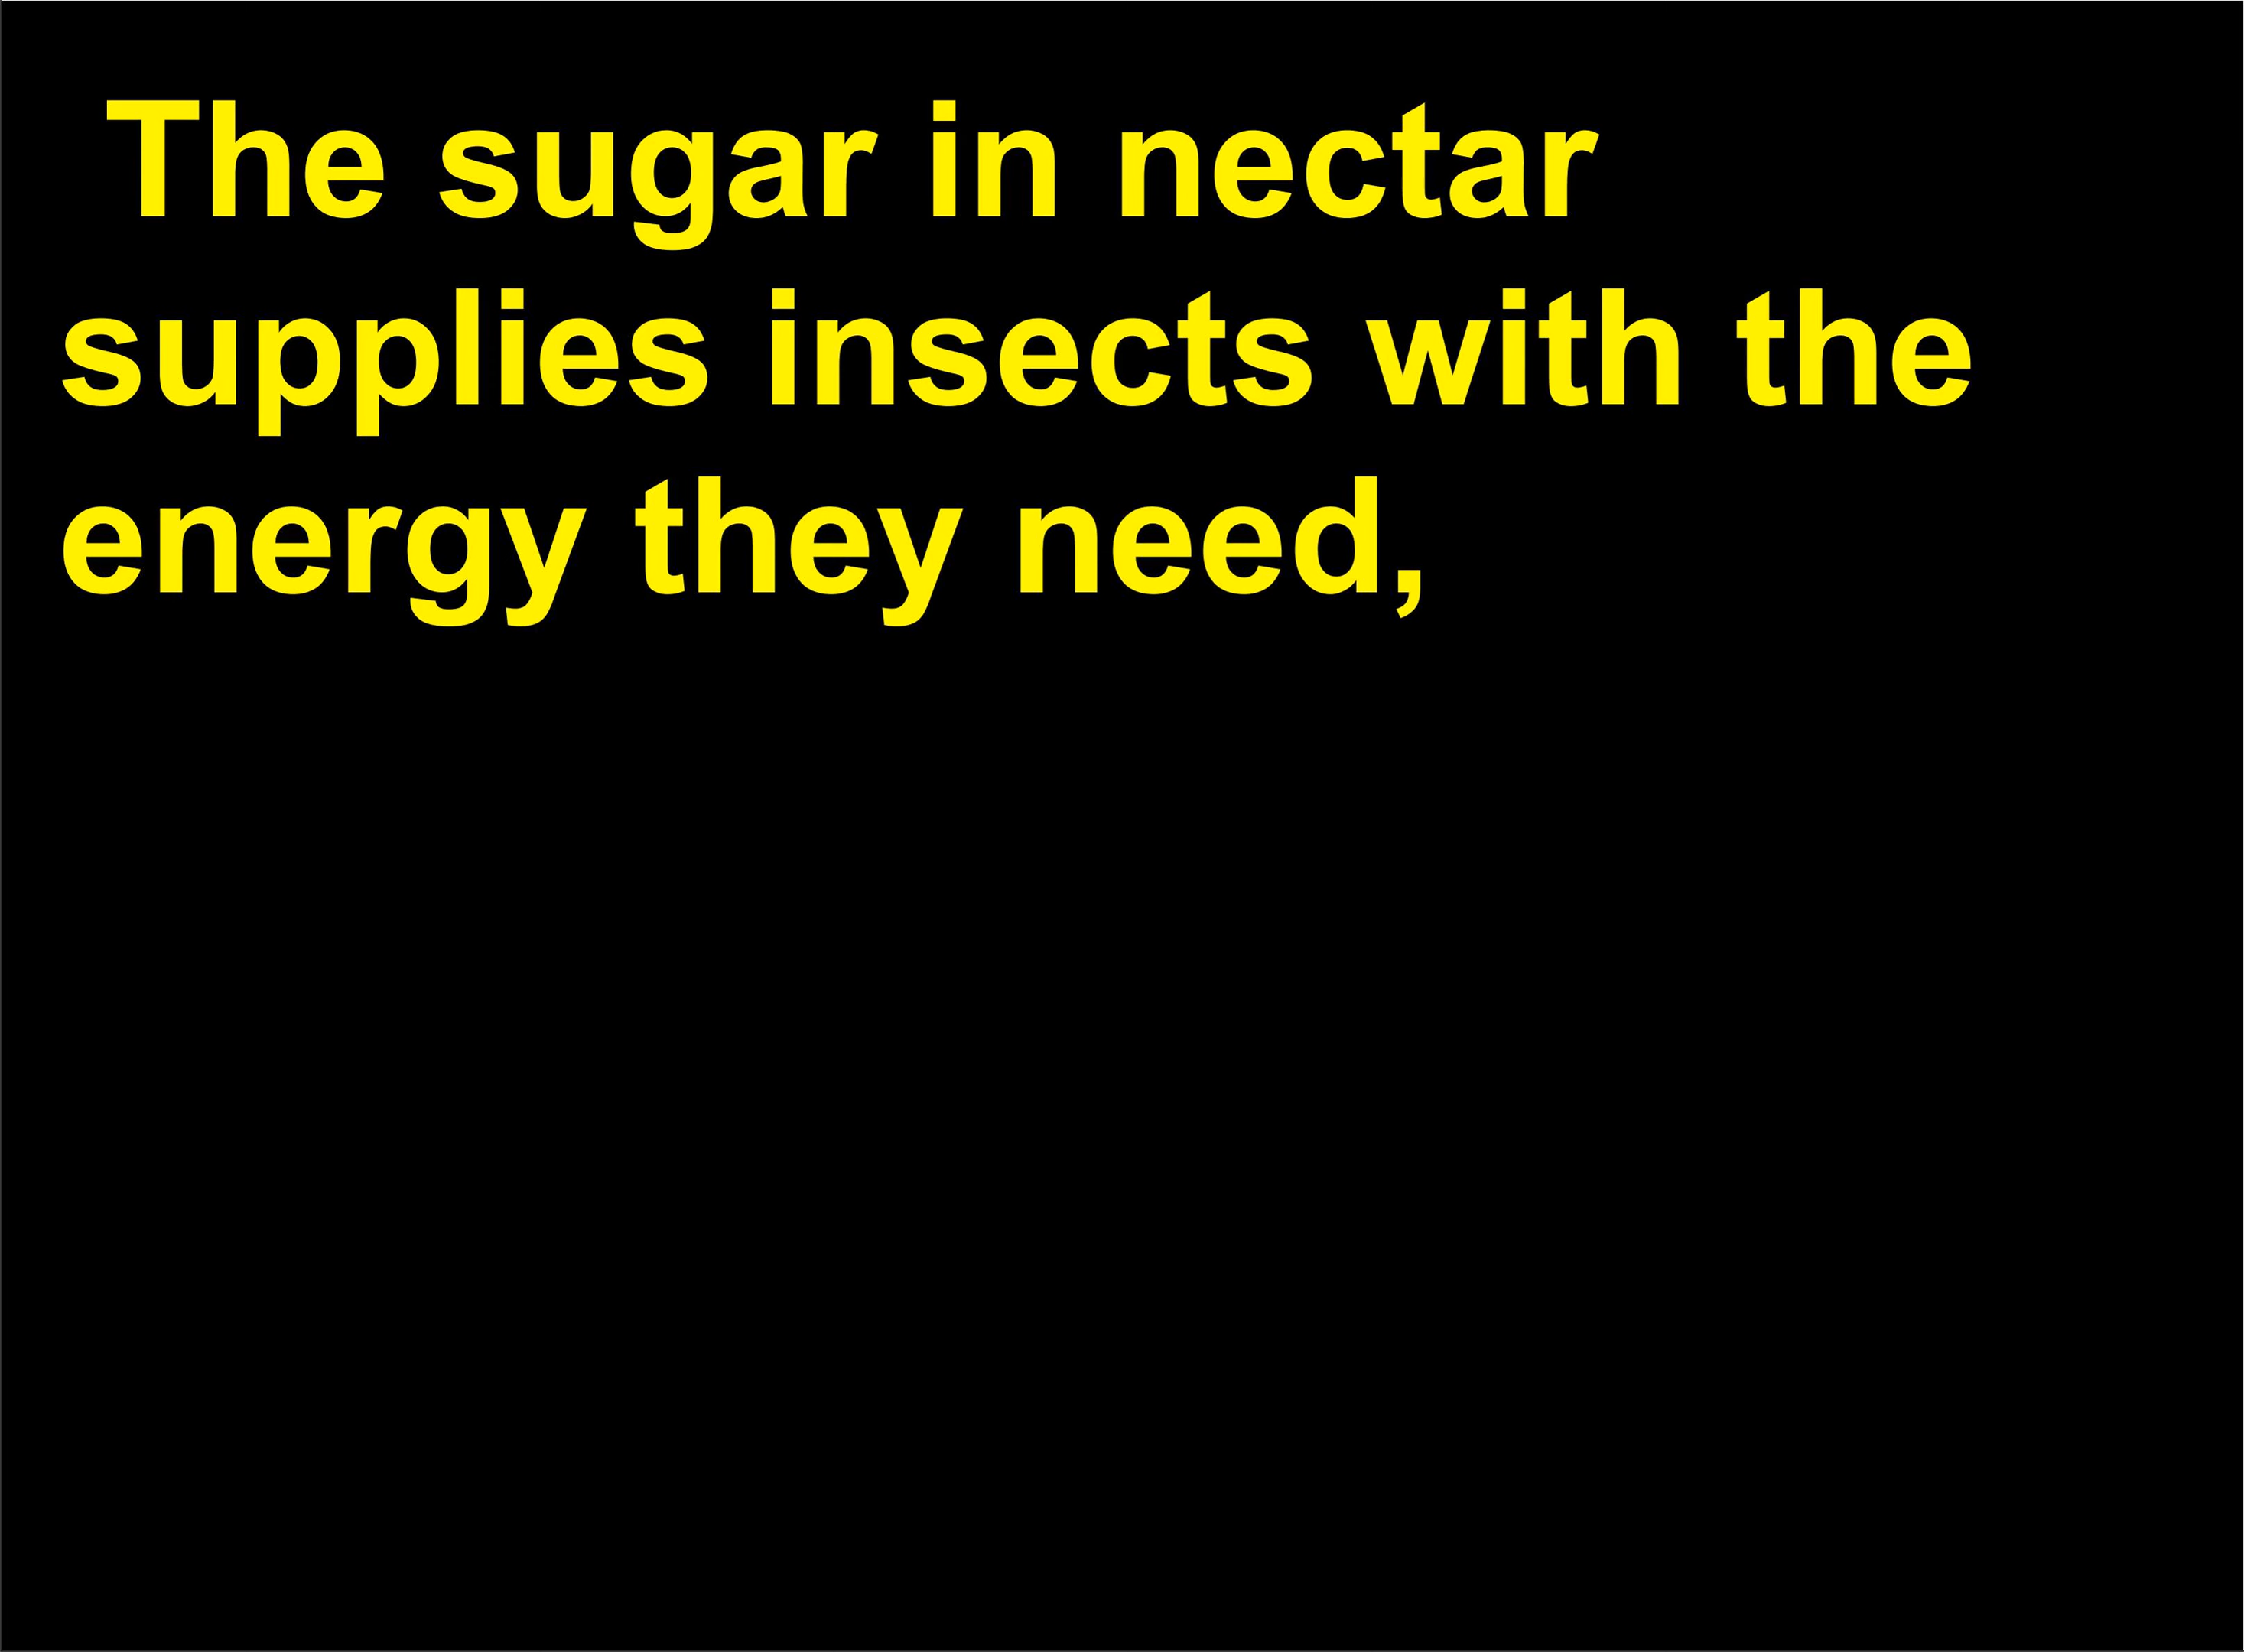 The sugar in nectar
supplies insects with the
energy they need,